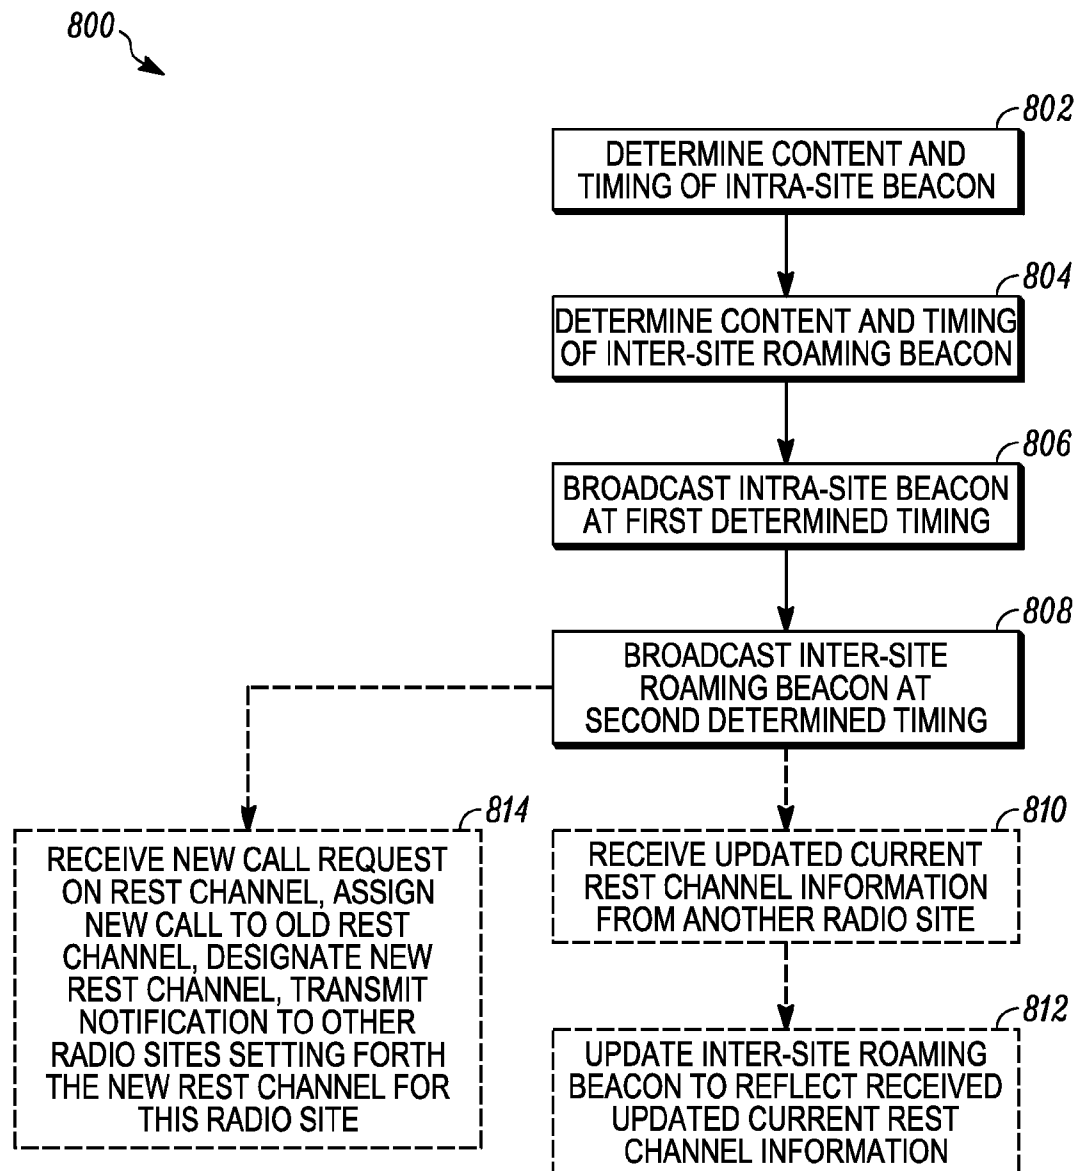 800
802
DETERMINE CONTENT AND
TIMING OF INTRA-SITE BEACON
804
DETERMINE CONTENT AND TIMING
OF INTER-SITE ROAMING BEACON
806
BROADCAST INTRA-SITE BEACON
AT FIRST DETERMINED TIMING
808
BROADCAST INTER-SITE
ROAMING BEACON AT
SECOND DETERMINED TIMING
814
RECEIVE NEW CALL REQUEST
ON REST CHANNEL, ASSIGN
NEW CALL TO OLD REST
CHANNEL, DESIGNATE NEW
REST CHANNEL, TRANSMIT
NOTIFICATION TO OTHER
RADIO SITES SETTING FORTH
THE NEW REST CHANNEL FOR
THIS RADIO SITE
810
RECEIVE UPDATED CURRENT
REST CHANNEL INFORMATION
FROM ANOTHER RADIO SITE
812
UPDATE INTER-SITE ROAMING
BEACON TO REFLECT RECEIVED
UPDATED CURRENT REST
CHANNEL INFORMATION